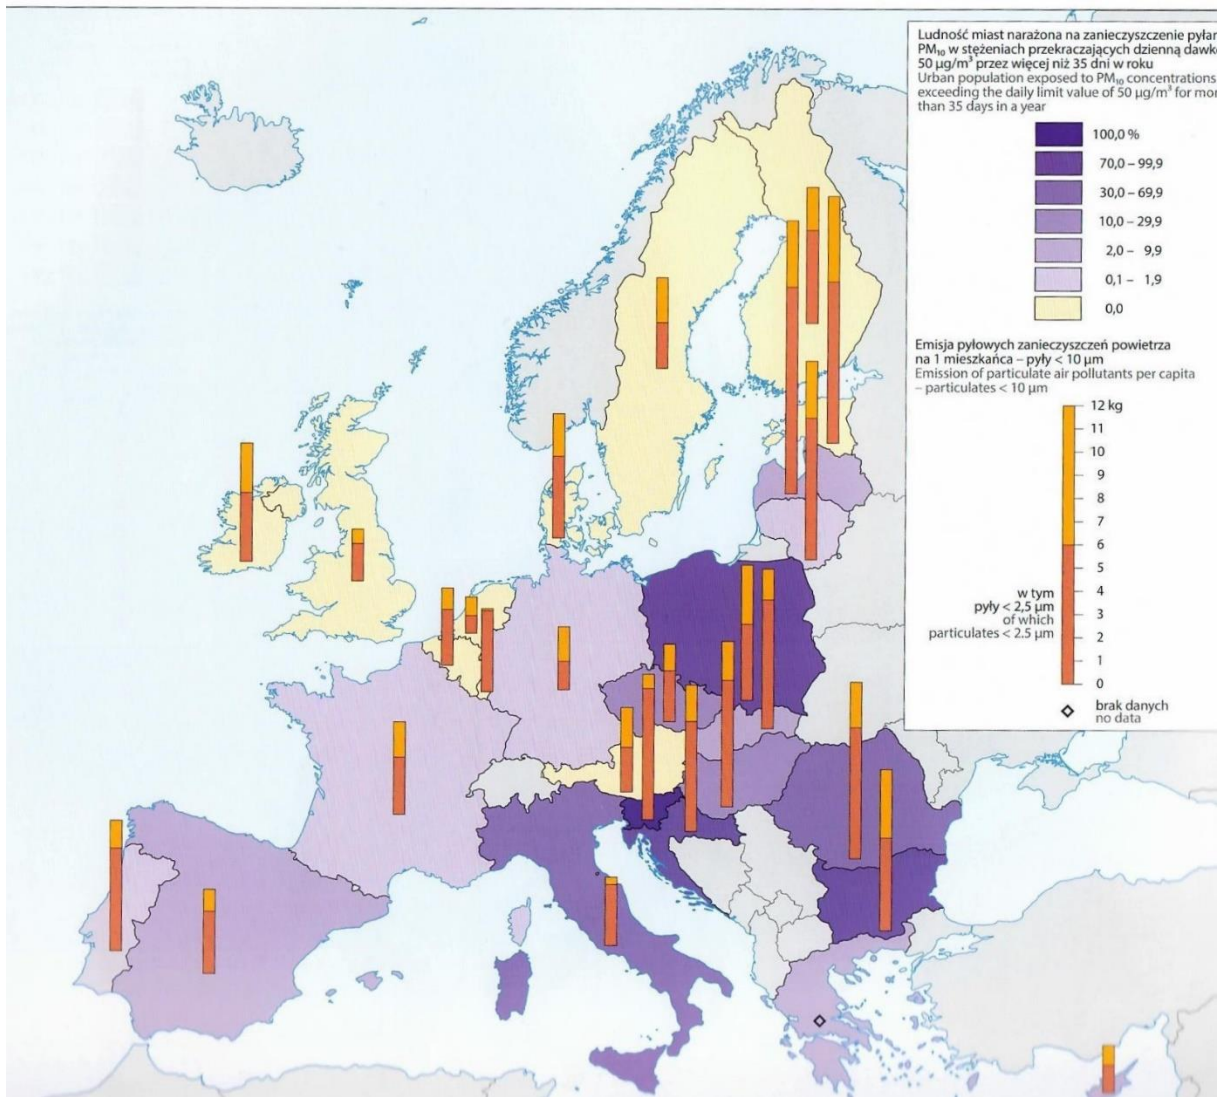 Ludność miast narażona na zanieczyszczenie pyłam
PM₁₀ w stężeniach przekraczających dzienną dawkę
50 μg/m³ przez więcej niż 35 dni w roku
Urban population exposed to PM₁₀ concentrations
exceeding the daily limit value of 50 μg/m³ for mor
than 35 days in a year
100,0 %
70,0 – 99,9
30,0 – 69,9
10,0 – 29,9
2,0 – 9,9
0,1 – 1,9
0,0
Emisja pyłowych zanieczyszczeń powietrza
na 1 mieszkańca – pyły < 10 μm
Emission of particulate air pollutants per capita
– particulates < 10 μm
12 kg
11
10
9
8
7
6
5
4
3
2
1
0
w tym
pyły < 2,5 μm
of which
particulates < 2.5 μm
brak danych
no data